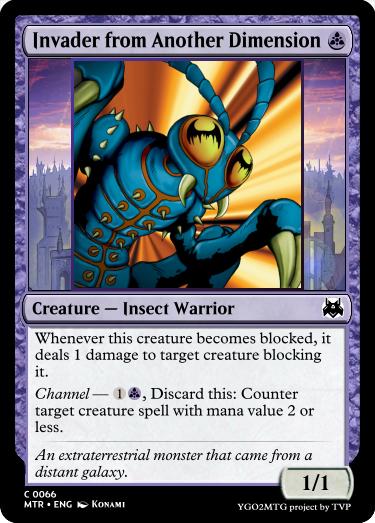 Invader from Another Dimension
Creature — Insect Warrior
Whenever this creature becomes blocked, it
deals 1 damage to target creature blocking
it.
Channel — 1, Discard this: Counter
target creature spell with mana value 2 or
less.
An extraterrestrial monster that came from a
distant galaxy.
1/1
C 0066
MTR • ENG Konami
YGO2MTG project by TVP